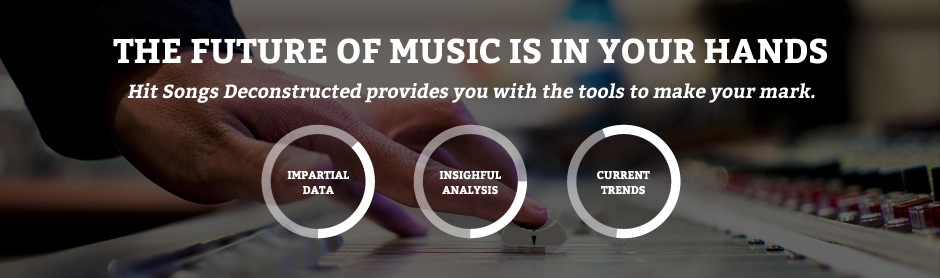 THE FUTURE OF MUSIC IS IN YOUR HANDS
Hit Songs Deconstructed provides you with the tools to make your mark.
IMPARTIAL
DATA
INSIGHFUL
ANALYSIS
CURRENT
TRENDS